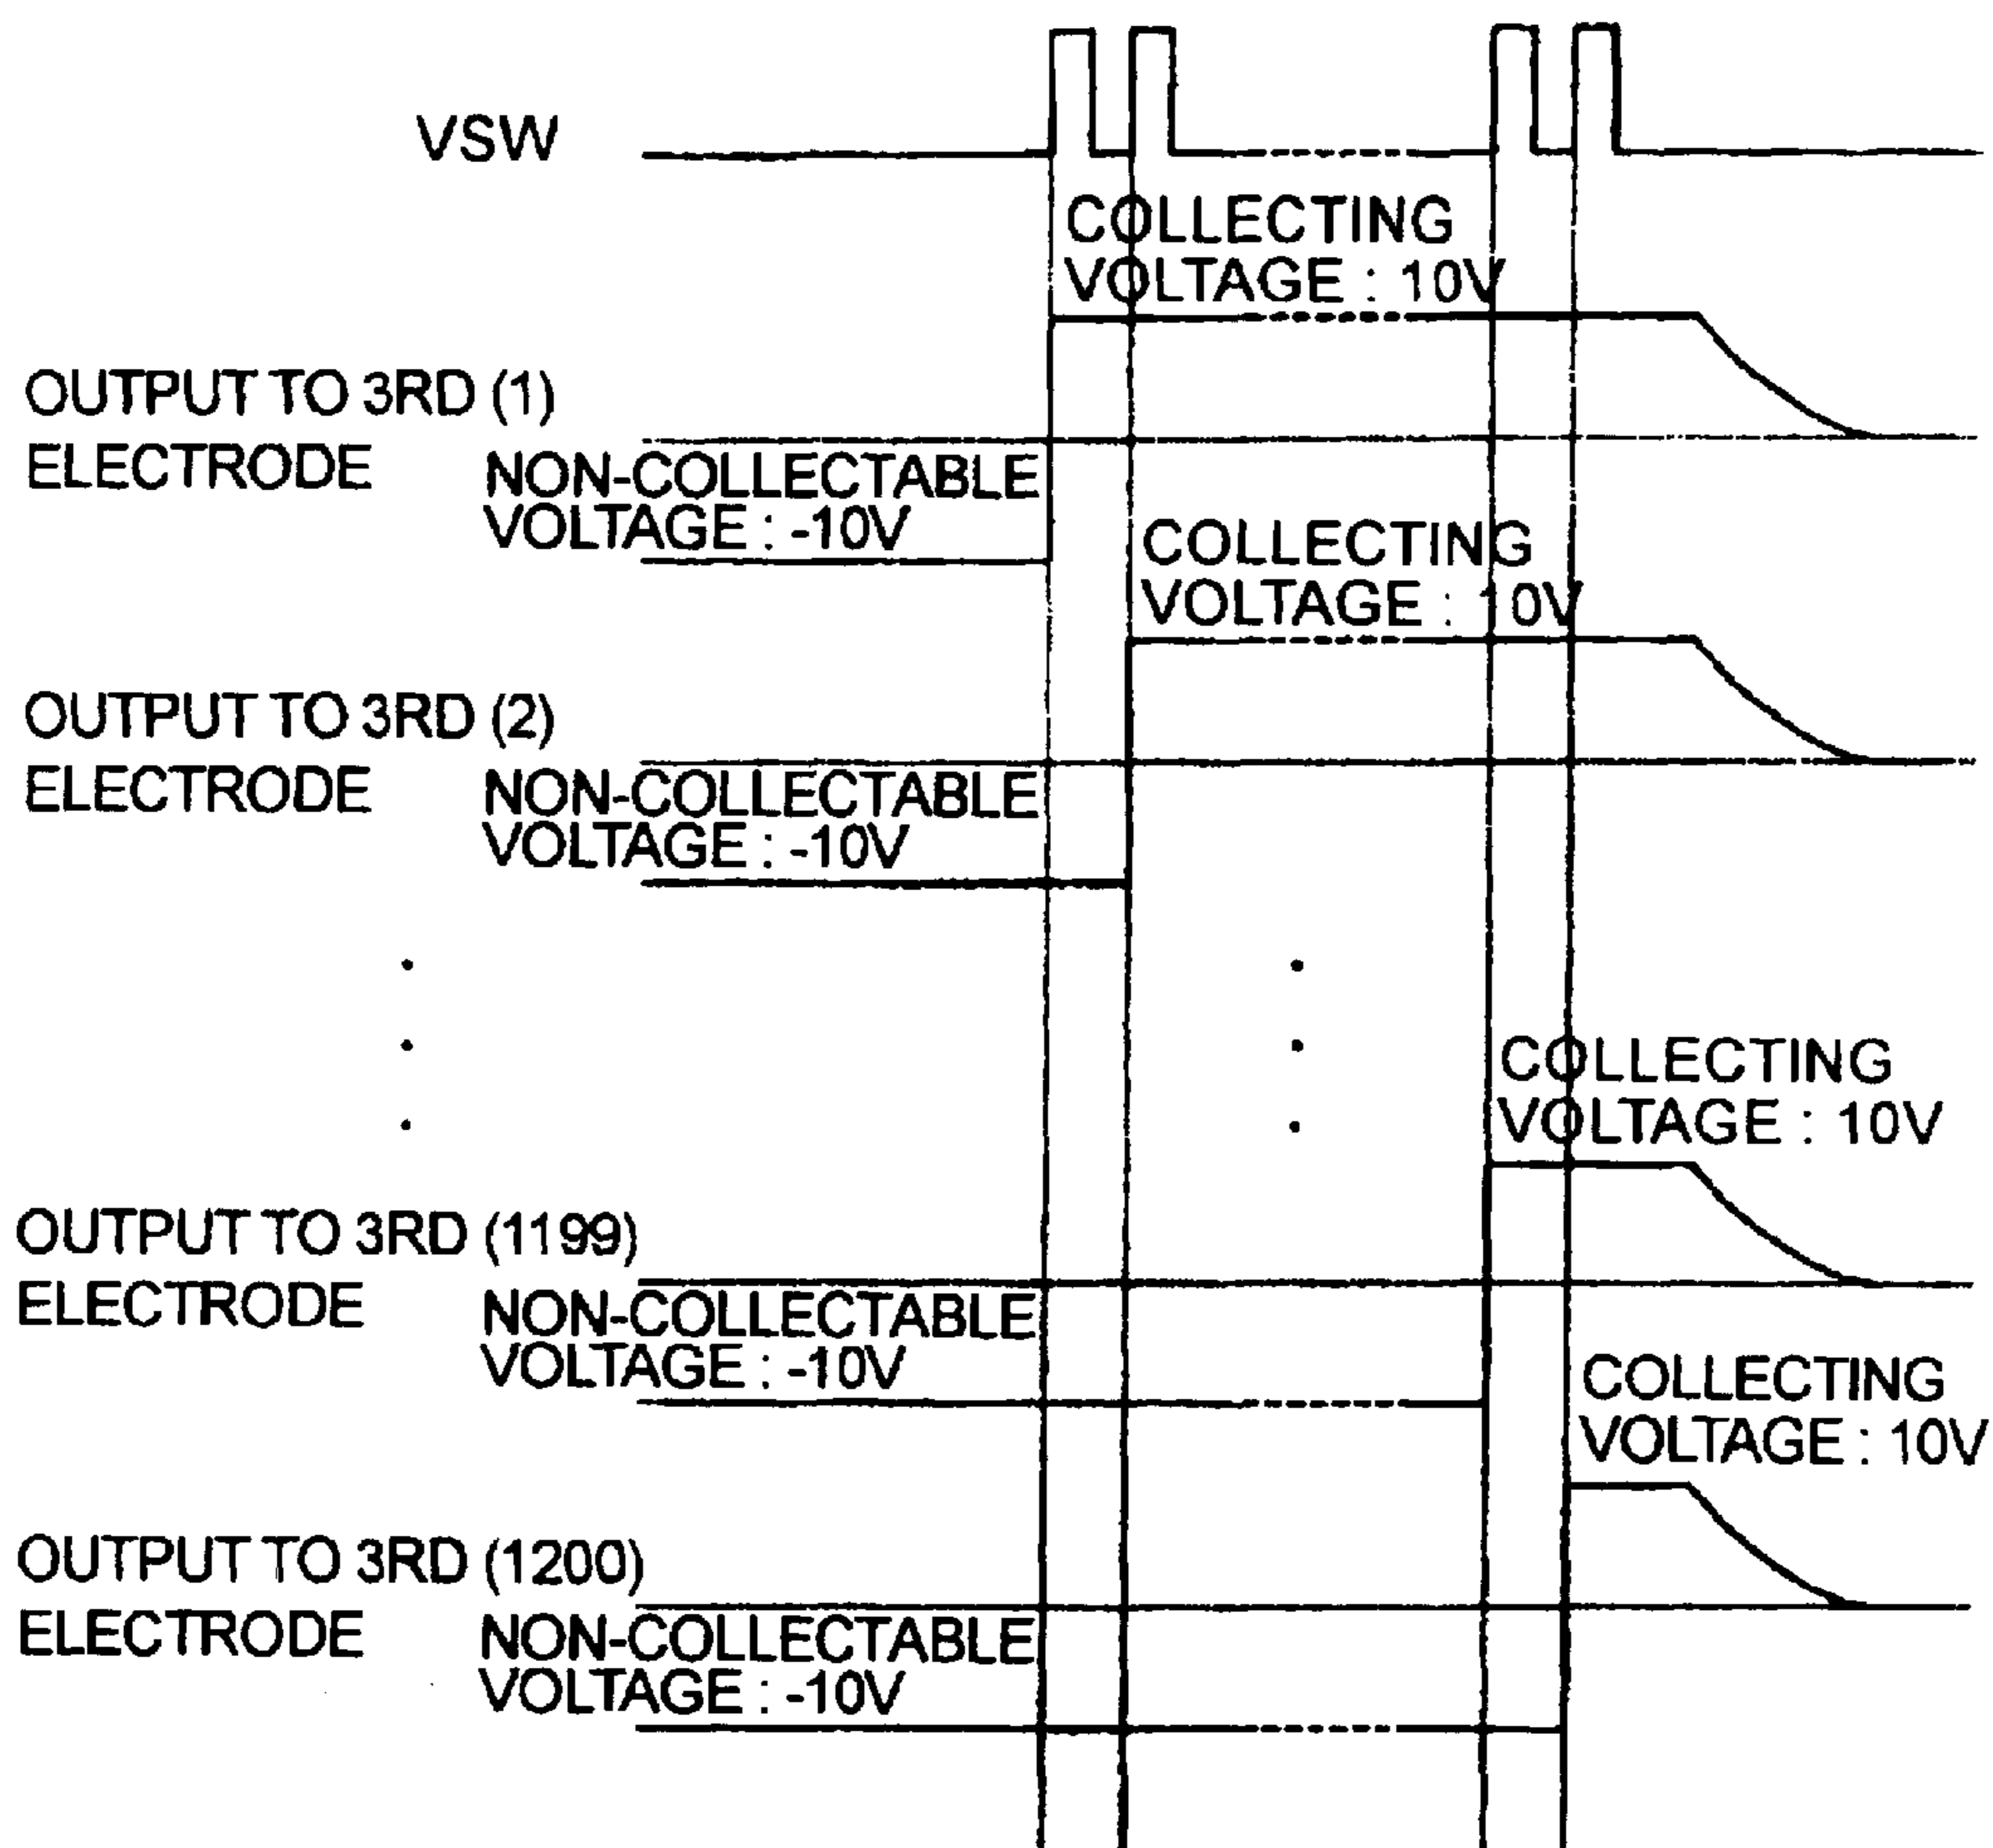 VSW
COLLECTING
VOLTAGE : 10V
OUTPUT TO 3RD (1)
ELECTRODE
NON-COLLECTABLE
VOLTAGE : -10V
COLLECTING
VOLTAGE : 10V
OUTPUT TO 3RD (2)
ELECTRODE
NON-COLLECTABLE
VOLTAGE : -10V
COLLECTING
VOLTAGE : 10V
OUTPUT TO 3RD (1199)
ELECTRODE
NON-COLLECTABLE
VOLTAGE : -10V
COLLECTING
VOLTAGE : 10V
OUTPUT TO 3RD (1200)
ELECTRODE
NON-COLLECTABLE
VOLTAGE : -10V